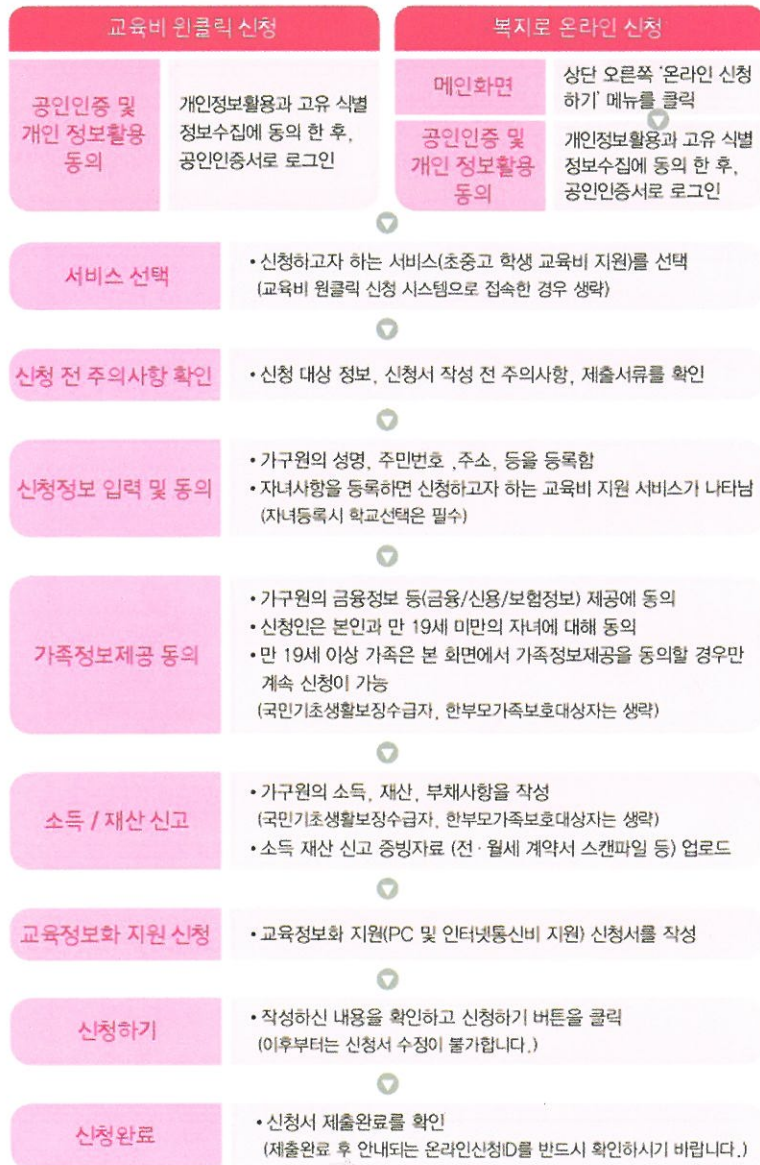 교육비 원클릭 신청
공인인증 및
개인 정보활용
동의
개인정보활용과 고유 식별
정보수집에 동의 한 후,
공인인증서로 로그인
복지로 온라인 신청
메인화면
상단 오른쪽 '온라인 신청
하기' 메뉴를 클릭
공인인증 및
개인 정보활용
동의
개인정보활용과 고유 식별
정보수집에 동의 한 후,
공인인증서로 로그인
서비스 선택
• 신청하고자 하는 서비스(초중고 학생 교육비 지원)를 선택
(교육비 원클릭 신청 시스템으로 접속한 경우 생략)
신청 전 주의사항 확인
• 신청 대상 정보, 신청서 작성 전 주의사항, 제출서류를 확인
신청정보 입력 및 동의
• 가구원의 성명, 주민번호 ,주소, 등을 등록함
• 자녀사항을 등록하면 신청하고자 하는 교육비 지원 서비스가 나타남
(자녀등록시 학교선택은 필수)
가족정보제공 동의
• 가구원의 금융정보 등(금융/신용/보험정보) 제공에 동의
• 신청인은 본인과 만 19세 미만의 자녀에 대해 동의
• 만 19세 이상 가족은 본 화면에서 가족정보제공을 동의할 경우만
계속 신청이 가능
(국민기초생활보장수급자, 한부모가족보호대상자는 생략)
소득 / 재산 신고
• 가구원의 소득, 재산, 부채사항을 작성
(국민기초생활보장수급자, 한부모가족보호대상자는 생략)
• 소득 재산 신고 증빙자료 (전 · 월세 계약서 스캔파일 등) 업로드
교육정보화 지원 신청
• 교육정보화 지원(PC 및 인터넷통신비 지원) 신청서를 작성
신청하기
• 작성하신 내용을 확인하고 신청하기 버튼을 클릭
(이후부터는 신청서 수정이 불가합니다.)
신청완료
• 신청서 제출완료를 확인
(제출완료 후 안내되는 온라인신청ID를 반드시 확인하시기 바랍니다.)